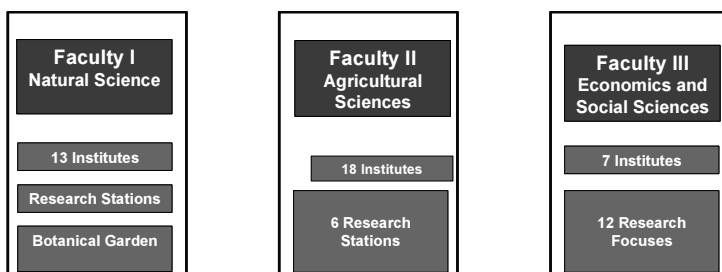 Faculty I
Natural Science
13 Institutes
Research Stations
Botanical Garden
Faculty II
Agricultural
Sciences
18 Institutes
6 Research
Stations
Faculty III
Economics and
Social Sciences
7 Institutes
12 Research
Focuses